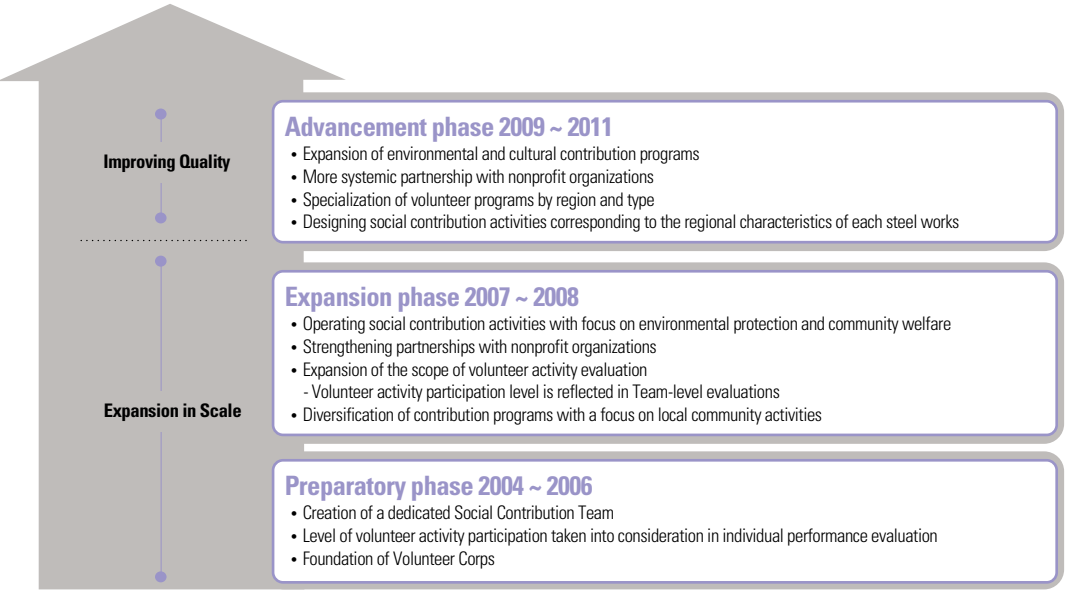 Improving Quality
Advancement phase 2009 ~ 2011
• Expansion of environmental and cultural contribution programs
• More systemic partnership with nonprofit organizations
• Specialization of volunteer programs by region and type
• Designing social contribution activities corresponding to the regional characteristics of each steel works
Expansion in Scale
Expansion phase 2007 ~ 2008
• Operating social contribution activities with focus on environmental protection and community welfare
• Strengthening partnerships with nonprofit organizations
• Expansion of the scope of volunteer activity evaluation
- Volunteer activity participation level is reflected in Team-level evaluations
• Diversification of contribution programs with a focus on local community activities
Preparatory phase 2004 ~ 2006
• Creation of a dedicated Social Contribution Team
• Level of volunteer activity participation taken into consideration in individual performance evaluation
• Foundation of Volunteer Corps